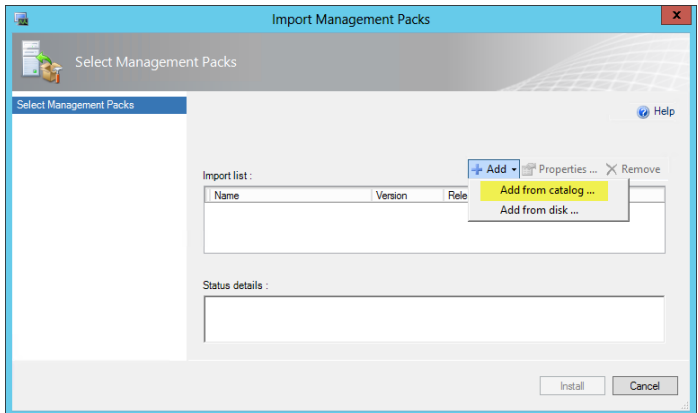 Import Management Packs
x
Select Management Packs
Select Management Packs
Help
Add Properties ... Remove
Import list :
Add from catalog ...
Name Version Rele
Add from disk ...
Status details :
Install Cancel